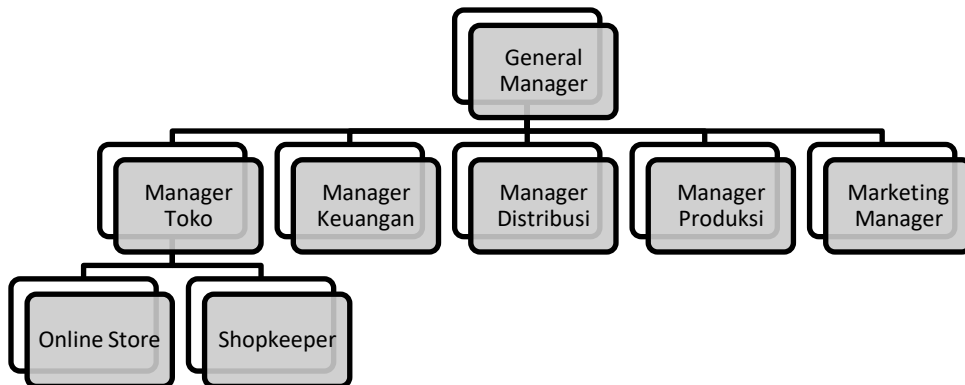 General
Manager
Manager
Toko
Manager
Keuangan
Manager
Distribusi
Manager
Produksi
Marketing
Manager
Online Store
Shopkeeper